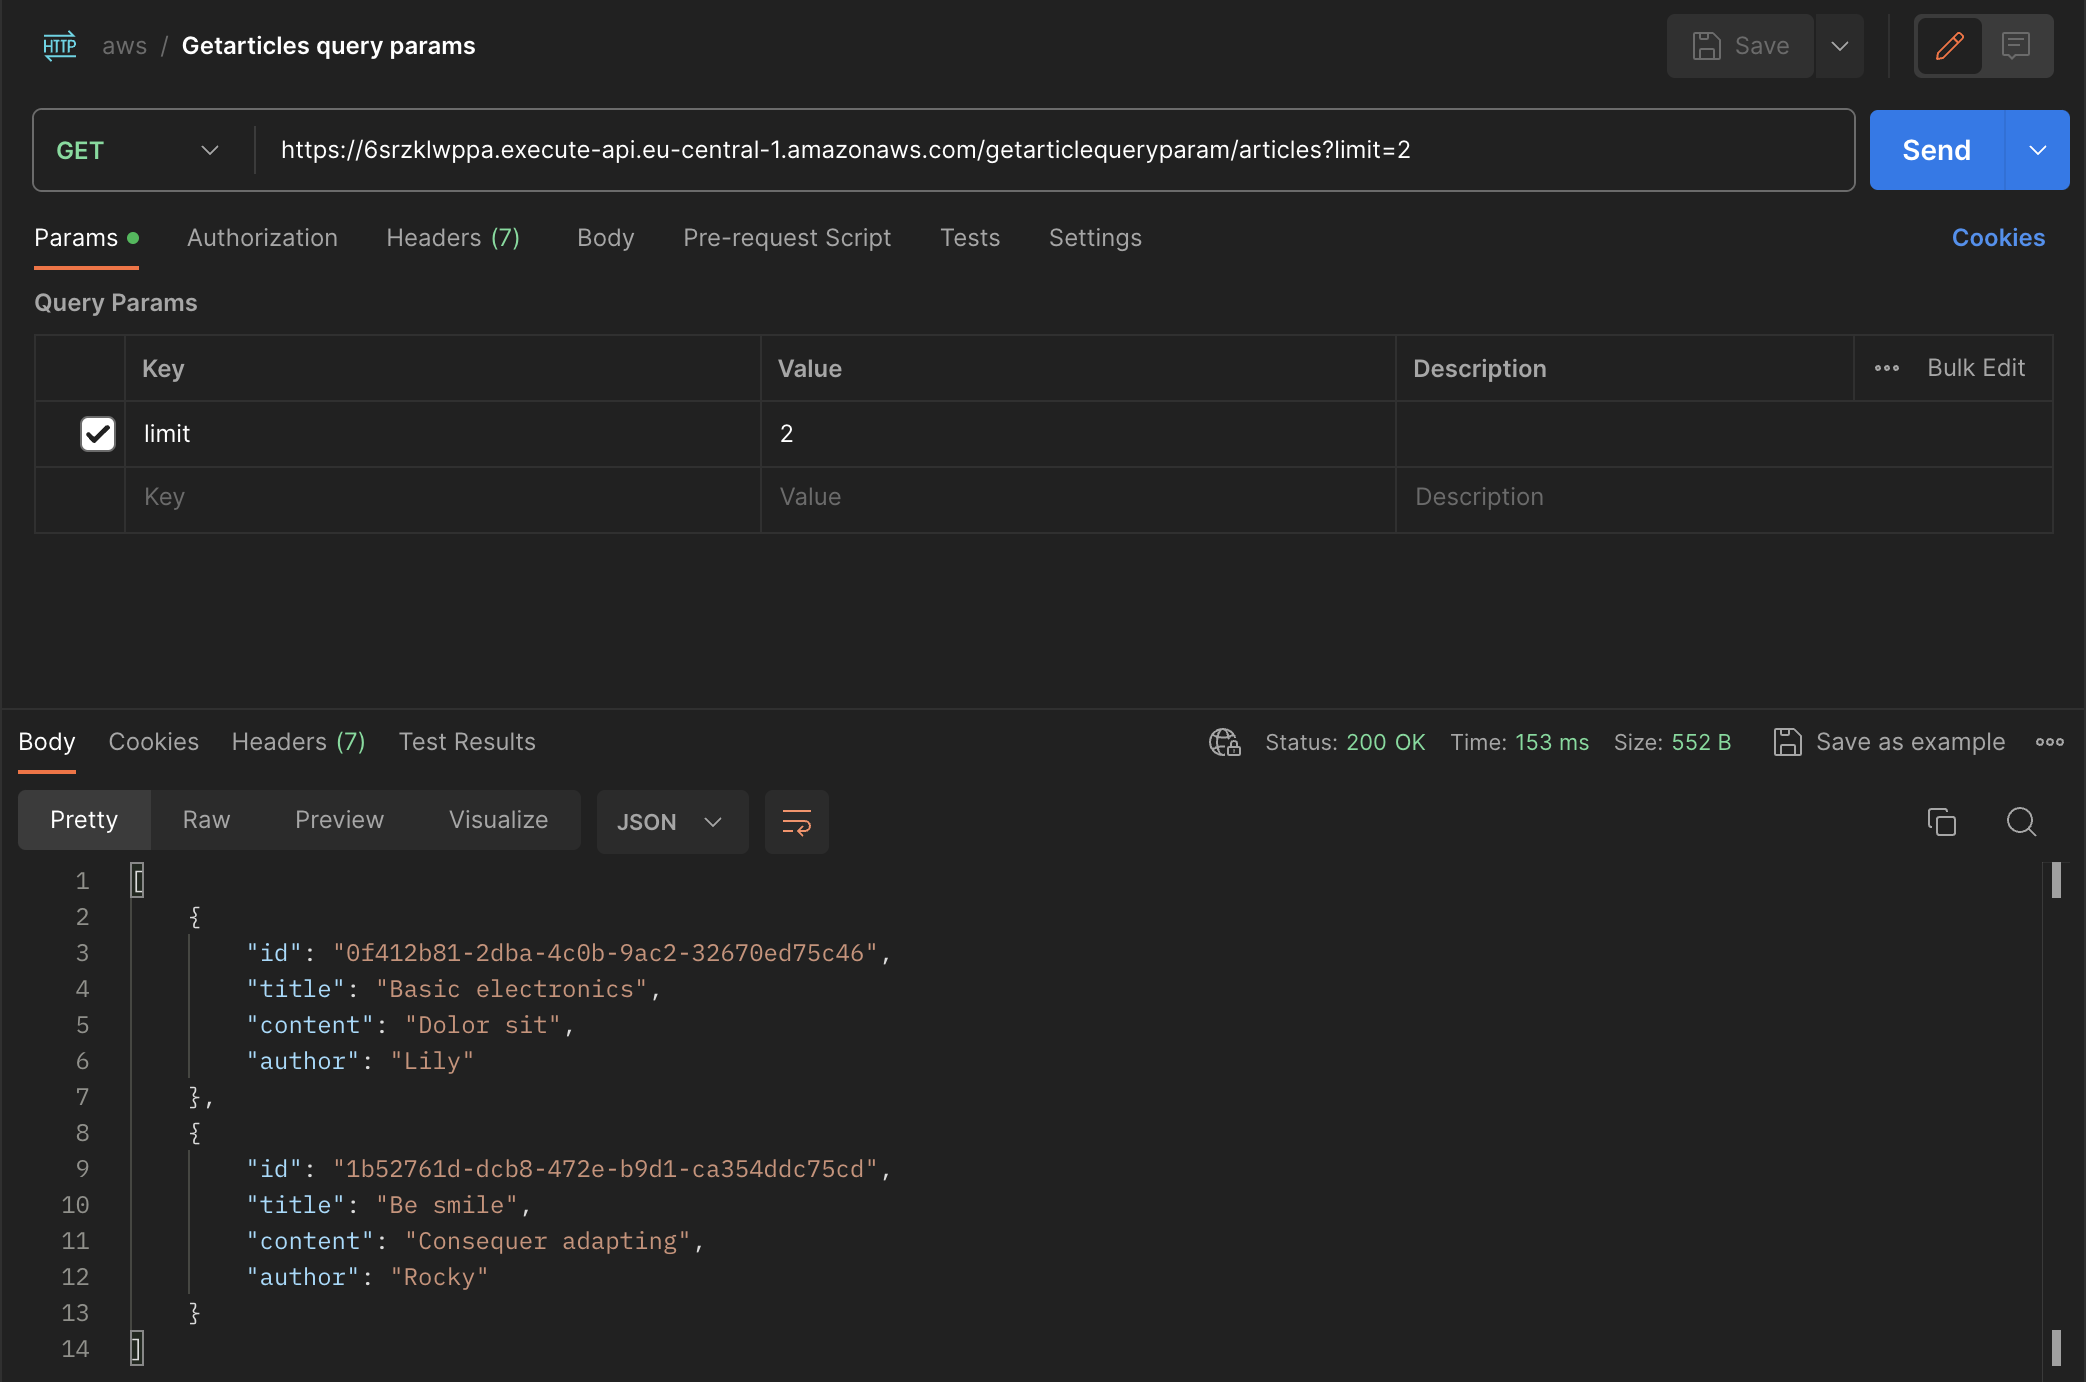 HTTP aws / Getarticles query params Save
GET https://6srzklwppa.execute-api.eu-central-1.amazonaws.com/getarticlequeryparam/articles?limit=2 Send
Params Authorization Headers (7) Body Pre-request Script Tests Settings Cookies
Query Params
Key Value Description Bulk Edit
limit 2
Key Value Description
Body Cookies Headers (7) Test Results Status: 200 OK Time: 153 ms Size: 552 B Save as example
Pretty Raw Preview Visualize JSON
1 [
2 {
3 "id": "0f412b81-2dba-4c0b-9ac2-32670ed75c46",
4 "title": "Basic electronics",
5 "content": "Dolor sit",
6 "author": "Lily"
7 },
8 {
9 "id": "1b52761d-dcb8-472e-b9d1-ca354ddc75cd",
10 "title": "Be smile",
11 "content": "Consequer adapting",
12 "author": "Rocky"
13 }
14 ]